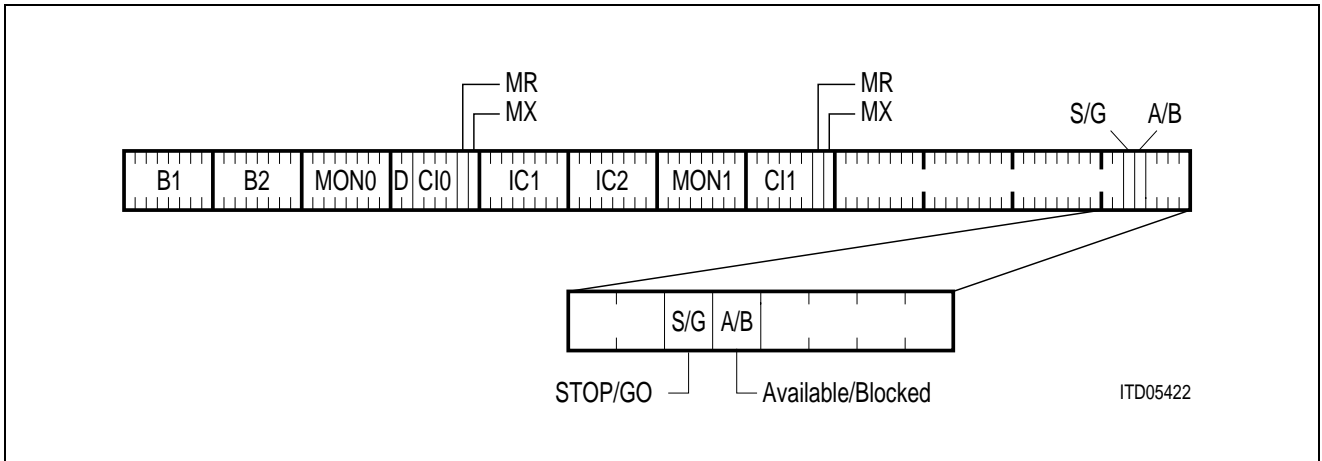 MR
MX
MR
MX
S/G A/B
B1 B2 MON0 D CI0 IC1 IC2 MON1 CI1
S/G A/B
STOP/GO Available/Blocked
ITD05422